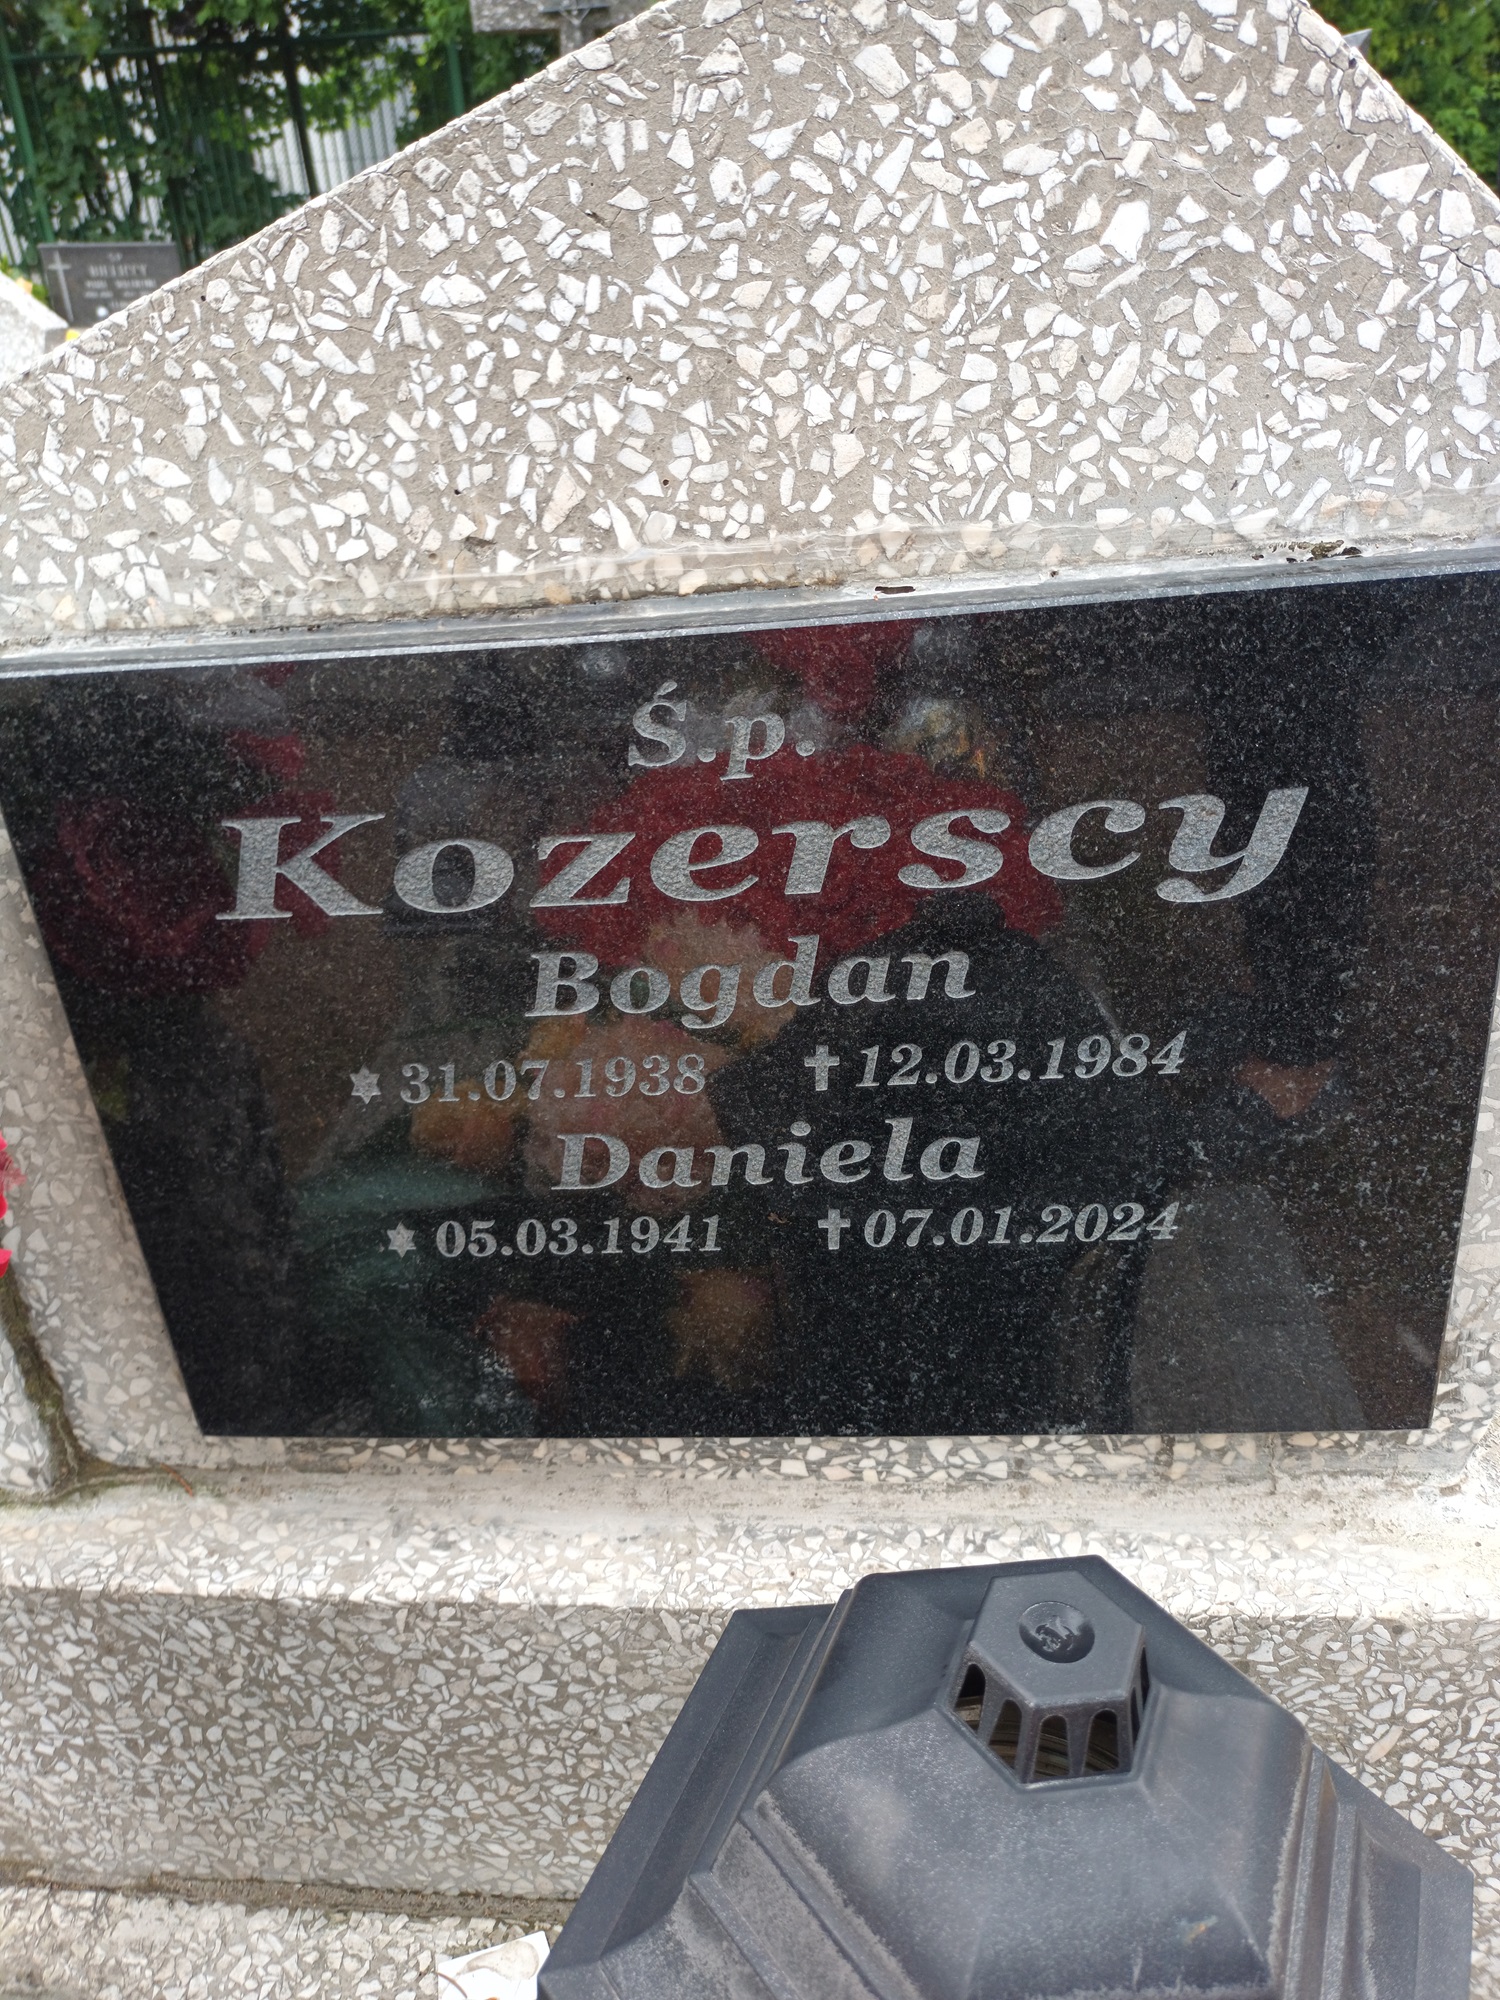 Ś.p.
Kozerscy
Bogdan
✶ 31.07.1938 ✝ 12.03.1984
Daniela
✶ 05.03.1941 ✝ 07.01.2024